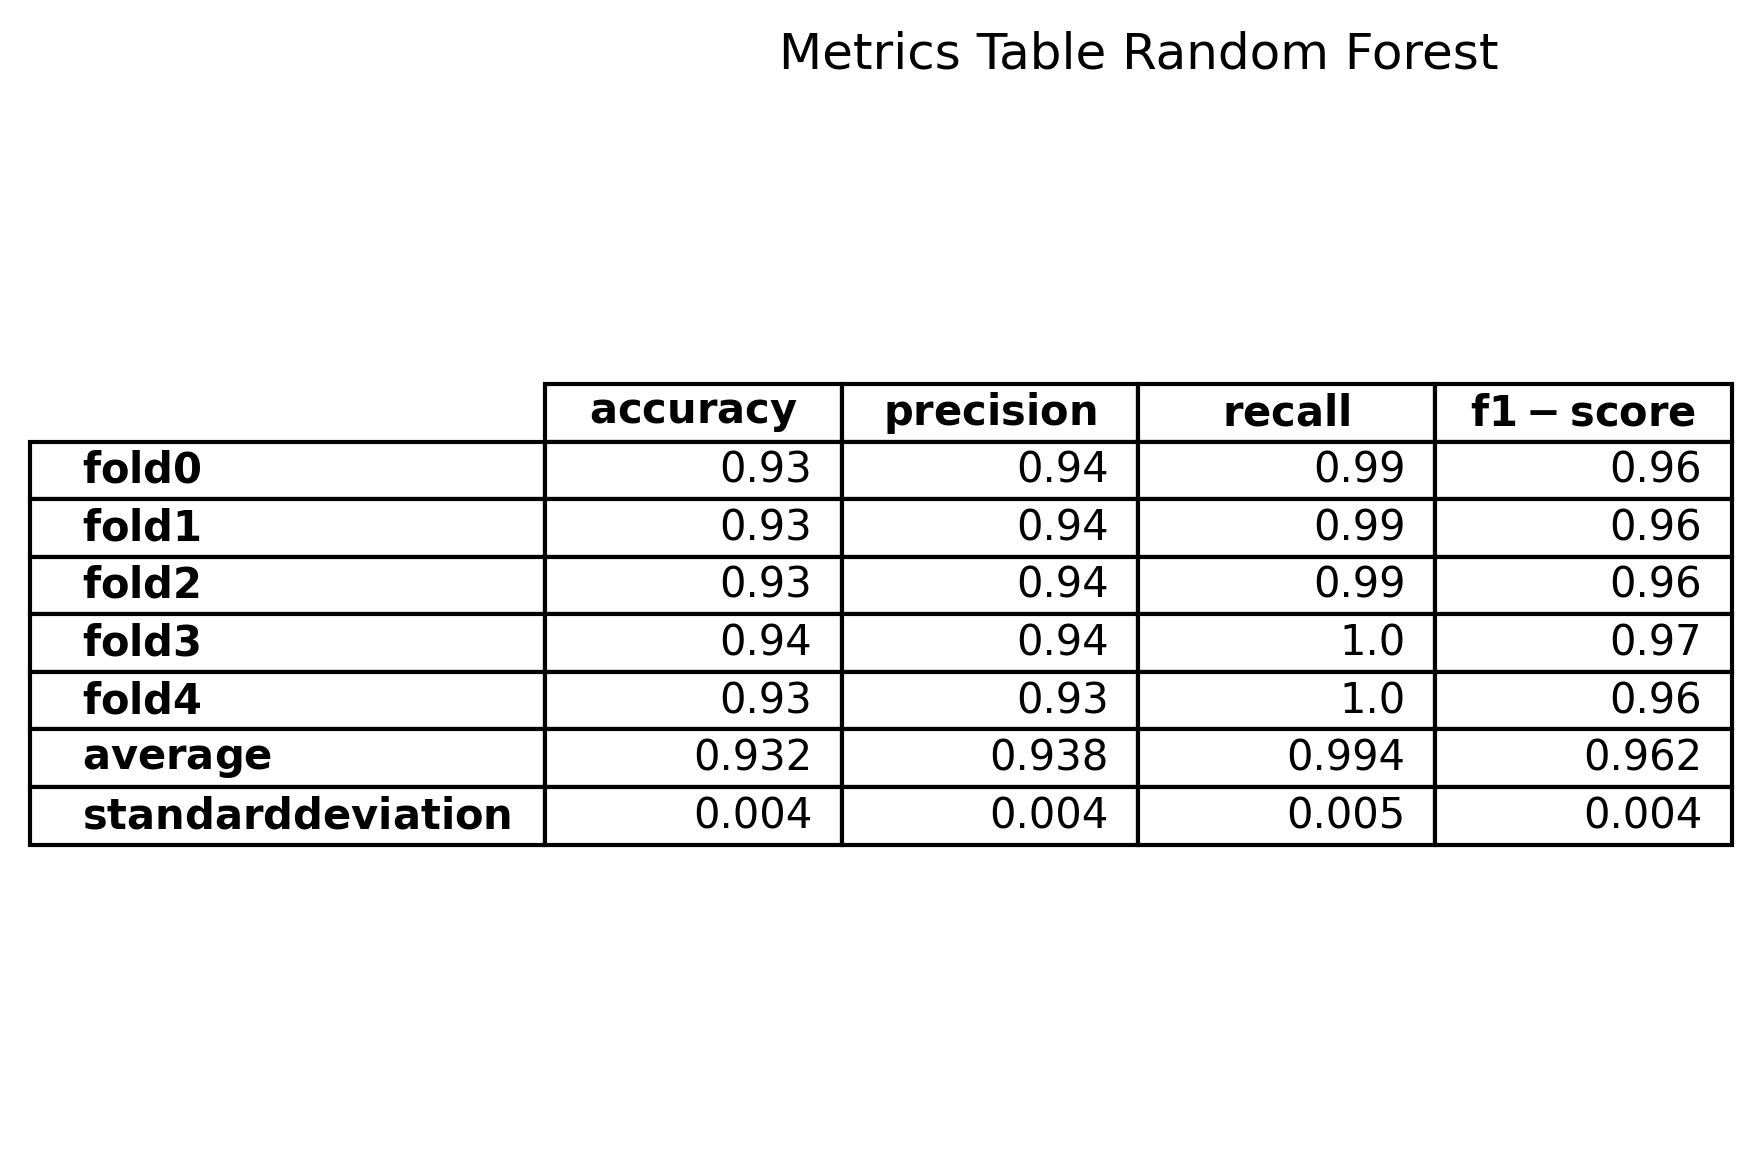 Metrics Table Random Forest
accuracy precision recall f1 − score
fold0 0.93 0.94 0.99 0.96
fold1 0.93 0.94 0.99 0.96
fold2 0.93 0.94 0.99 0.96
fold3 0.94 0.94 1.0 0.97
fold4 0.93 0.93 1.0 0.96
average 0.932 0.938 0.994 0.962
standarddeviation 0.004 0.004 0.005 0.004